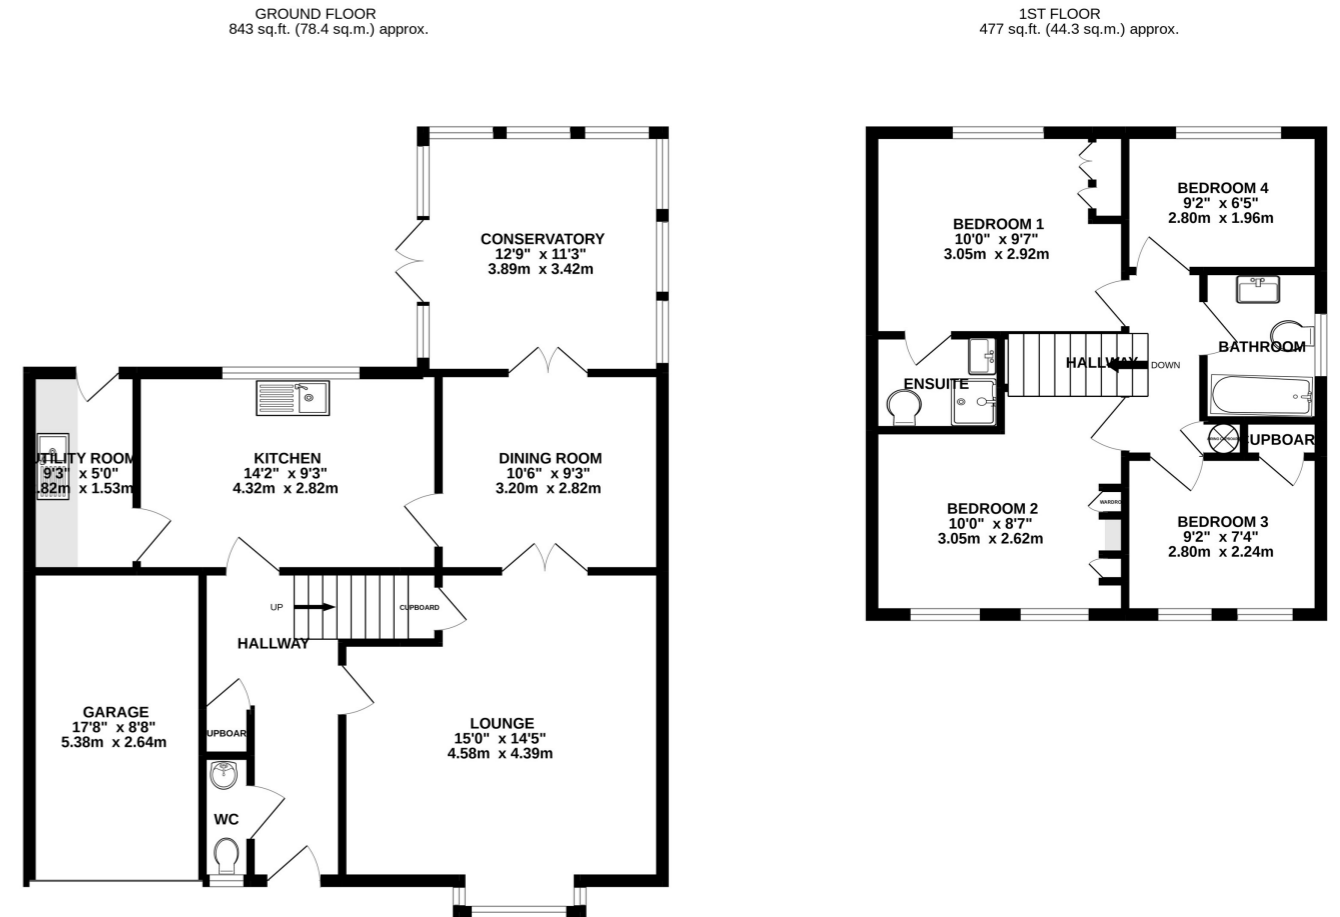 GROUND FLOOR
843 sq.ft. (78.4 sq.m.) approx.
1ST FLOOR
477 sq.ft. (44.3 sq.m.) approx.
CONSERVATORY
12'9" x 11'3"
3.89m x 3.42m
UTILITY ROOM
9'3" x 5'0"
.82m x 1.53m
KITCHEN
14'2" x 9'3"
4.32m x 2.82m
DINING ROOM
10'6" x 9'3"
3.20m x 2.82m
UP
CUPBOARD
HALLWAY
GARAGE
17'8" x 8'8"
5.38m x 2.64m
UPBOAR
WC
LOUNGE
15'0" x 14'5"
4.58m x 4.39m
BEDROOM 1
10'0" x 9'7"
3.05m x 2.92m
BEDROOM 4
9'2" x 6'5"
2.80m x 1.96m
HALLWAY
DOWN
BATHROOM
ENSUITE
CUPBOAR
BEDROOM 2
10'0" x 8'7"
3.05m x 2.62m
WARDRO
BEDROOM 3
9'2" x 7'4"
2.80m x 2.24m